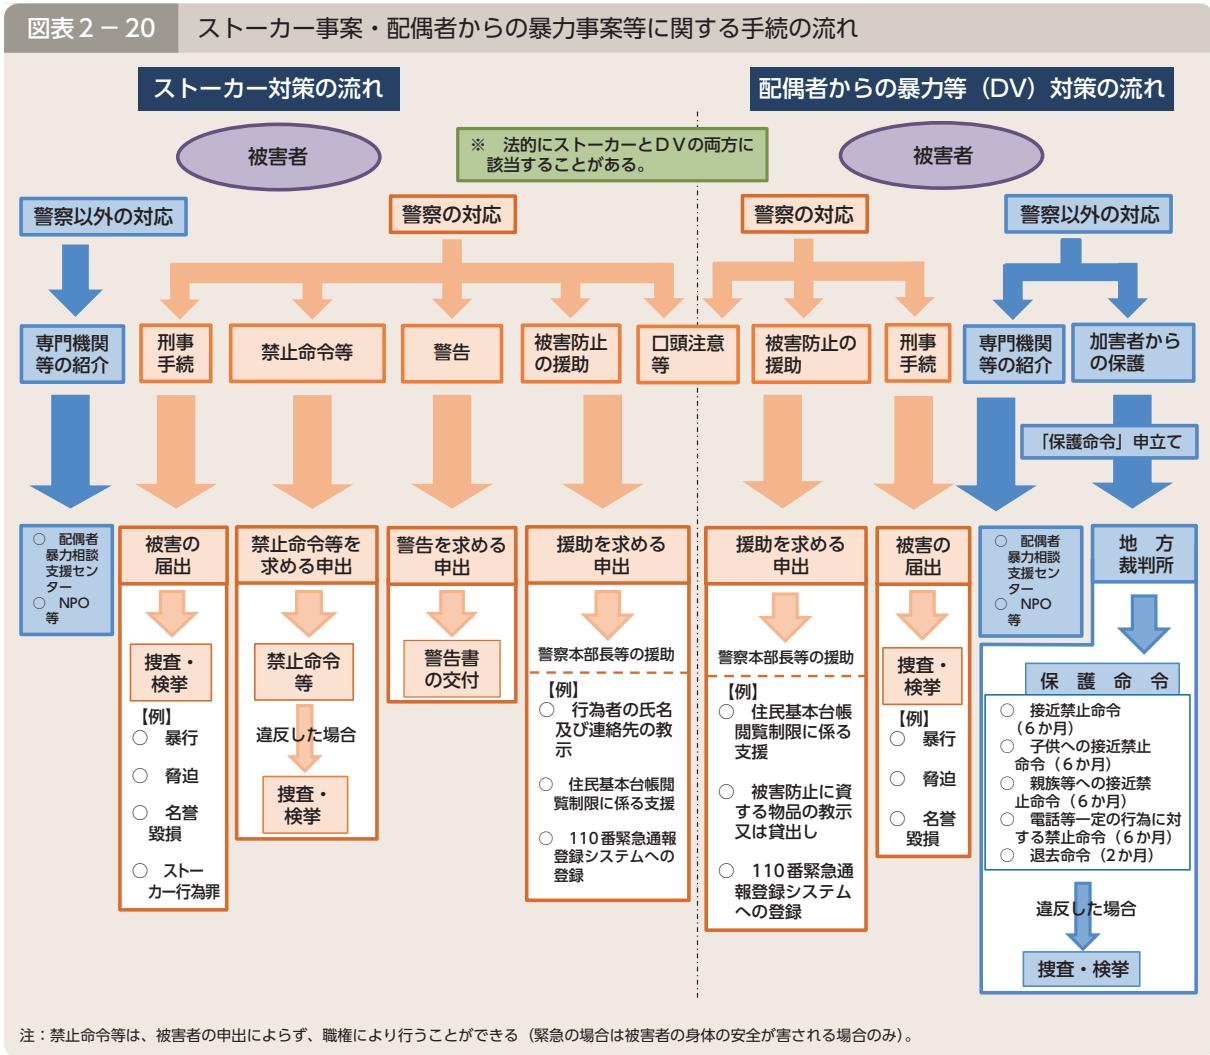 図表2－20
ストーカー事案・配偶者からの暴力事案等に関する手続の流れ
ストーカー対策の流れ
配偶者からの暴力等（DV）対策の流れ
被害者
※　法的にストーカーとＤＶの両方に
該当することがある。
被害者
警察以外の対応
警察の対応
警察の対応
警察以外の対応
専門機関
等の紹介
刑事
手続
禁止命令等
警告
被害防止
の援助
口頭注意
等
被害防止の
援助
刑事
手続
専門機関
等の紹介
加害者から
の保護
「保護命令」申立て
○　配偶者
暴力相談
支援セン
ター
○　NPO
等
被害の
届出
捜査・
検挙
【例】
○　暴行
○　脅迫
○　名誉
毀損
○　ストー
カー行為罪
禁止命令等を
求める申出
禁止命令
等
違反した場合
捜査・
検挙
警告を求める
申出
警告書
の交付
援助を求める
申出
警察本部長等の援助
【例】
○　行為者の氏名
及び連絡先の教
示
○　住民基本台帳閲
覧制限に係る支援
○　110番緊急通報
登録システムへの
登録
援助を求める
申出
警察本部長等の援助
【例】
○　住民基本台帳
閲覧制限に係る
支援
○　被害防止に資
する物品の教示
又は貸出し
○　110番緊急通
報登録システム
への登録
被害の
届出
捜査・
検挙
【例】
○　暴行
○　脅迫
○　名誉
毀損
○　配偶者
暴力相談
支援セン
ター
○　NPO
等
地　方
裁判所
保　護　命　令
○　接近禁止命令
（6か月）
○　子供への接近禁止
命令（6か月）
○　親族等への接近禁
止命令（6か月）
○　電話等一定の行為に対
する禁止命令（6か月）
○　退去命令（2か月）
違反した場合
捜査・検挙
注：禁止命令等は、被害者の申出によらず、職権により行うことができる（緊急の場合は被害者の身体の安全が害される場合のみ）。